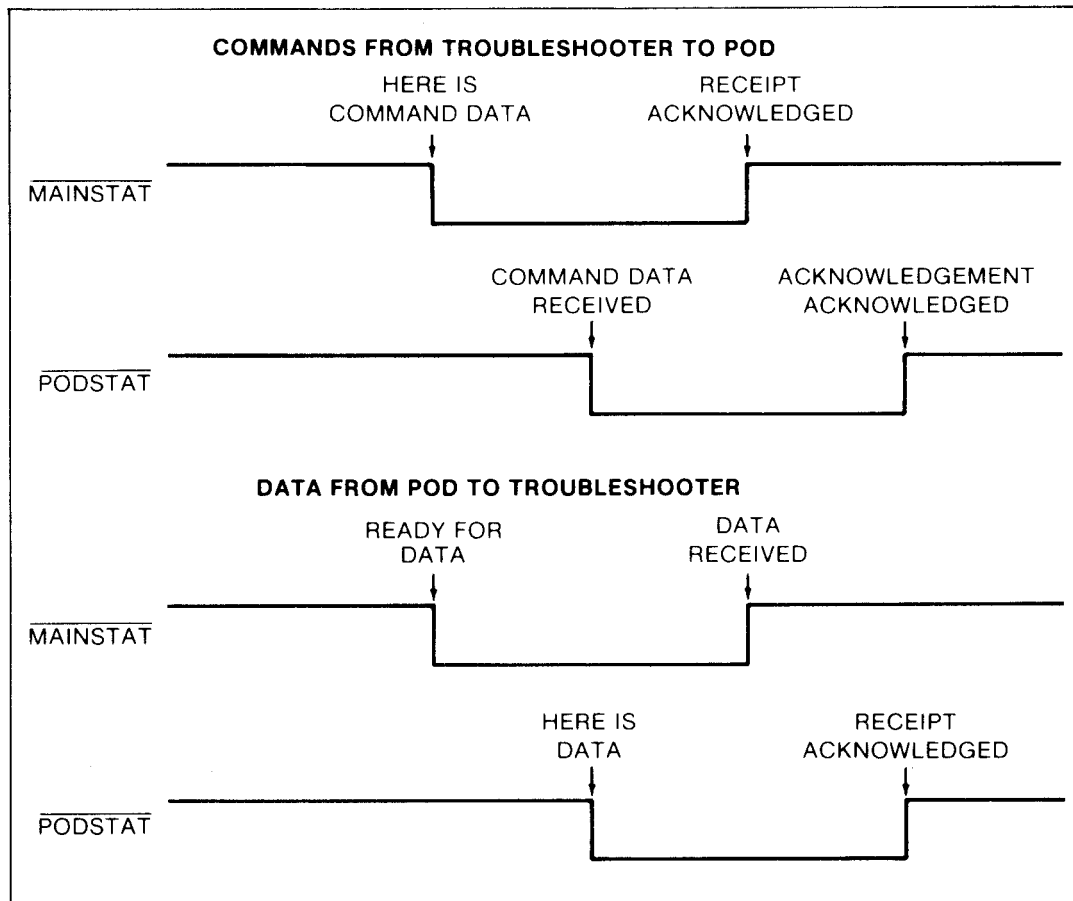 COMMANDS FROM TROUBLESHOOTER TO POD
HERE IS
COMMAND DATA
RECEIPT
ACKNOWLEDGED
MAINSTAT
COMMAND DATA
RECEIVED
ACKNOWLEDGEMENT
ACKNOWLEDGED
PODSTAT
DATA FROM POD TO TROUBLESHOOTER
READY FOR
DATA
DATA
RECEIVED
MAINSTAT
HERE IS
DATA
RECEIPT
ACKNOWLEDGED
PODSTAT